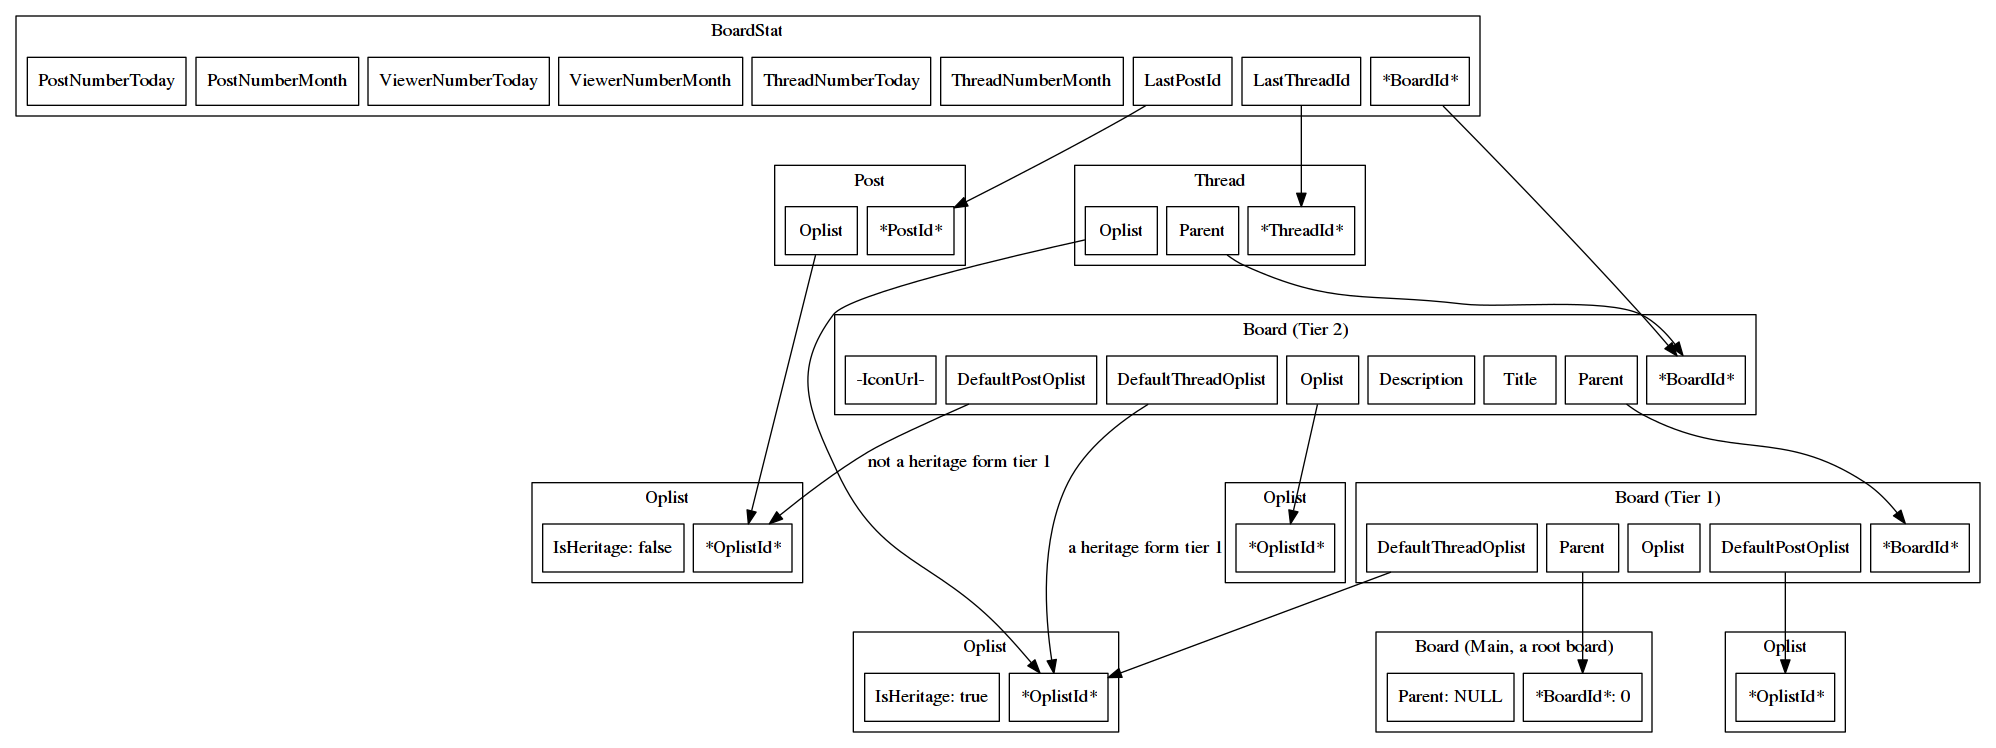 BoardStat
PostNumberToday
PostNumberMonth
ViewerNumberToday
ViewerNumberMonth
ThreadNumberToday
ThreadNumberMonth
LastPostId
LastThreadId
*BoardId*
Post
Oplist
*PostId*
Thread
Oplist
Parent
*ThreadId*
Board (Tier 2)
-IconUrl-
DefaultPostOplist
DefaultThreadOplist
Oplist
Description
Title
Parent
*BoardId*
not a heritage form tier 1
Oplist
IsHeritage: false
*OplistId*
a heritage form tier 1
Oplist
*OplistId*
Board (Tier 1)
DefaultThreadOplist
Parent
Oplist
DefaultPostOplist
*BoardId*
Oplist
IsHeritage: true
*OplistId*
Board (Main, a root board)
Parent: NULL
*BoardId*: 0
Oplist
*OplistId*